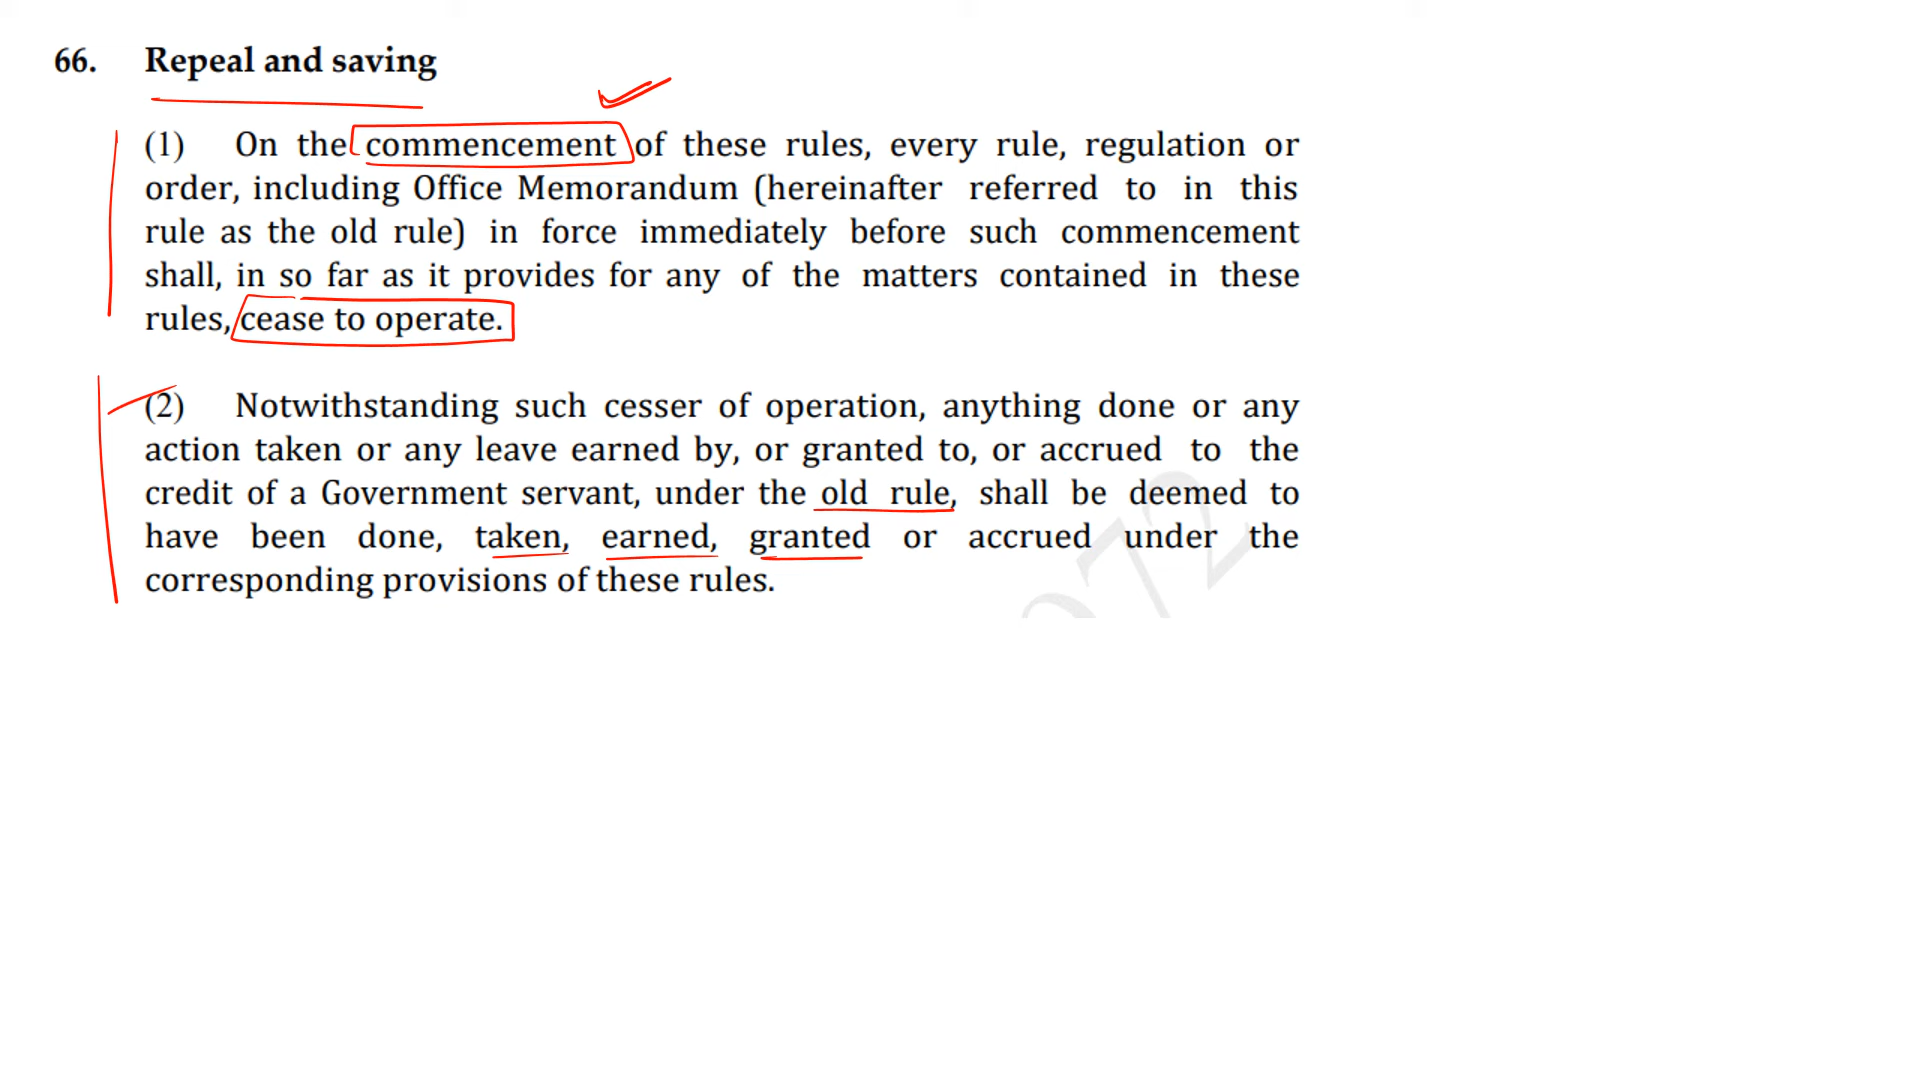 66. Repeal and saving
(1) On the commencement of these rules, every rule, regulation or
order, including Office Memorandum (hereinafter referred to in this
rule as the old rule) in force immediately before such commencement
shall, in so far as it provides for any of the matters contained in these
rules, cease to operate.
(2) Notwithstanding such cesser of operation, anything done or any
action taken or any leave earned by, or granted to, or accrued to the
credit of a Government servant, under the old rule, shall be deemed to
have been done, taken, earned, granted or accrued under the
corresponding provisions of these rules.